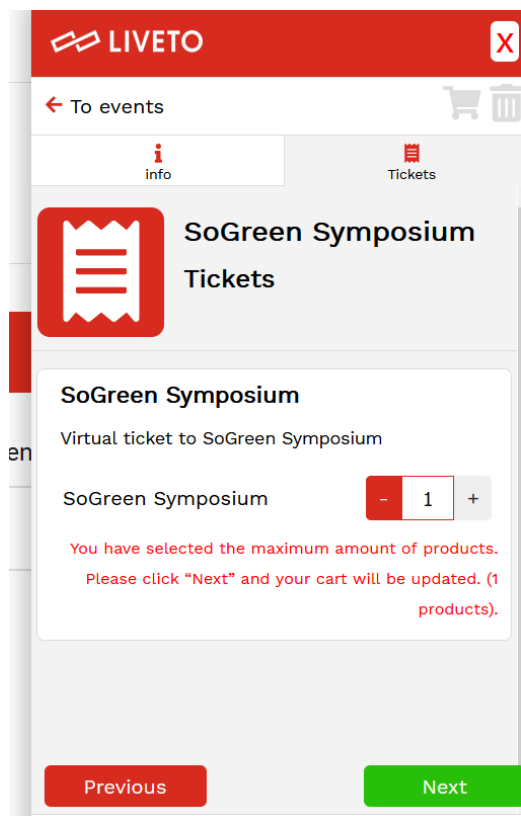 LIVETO
X
← To events
info
Tickets
SoGreen Symposium
Tickets
SoGreen Symposium
Virtual ticket to SoGreen Symposium
en
SoGreen Symposium
- 1 +
You have selected the maximum amount of products.
Please click “Next” and your cart will be updated. (1
products).
Previous
Next